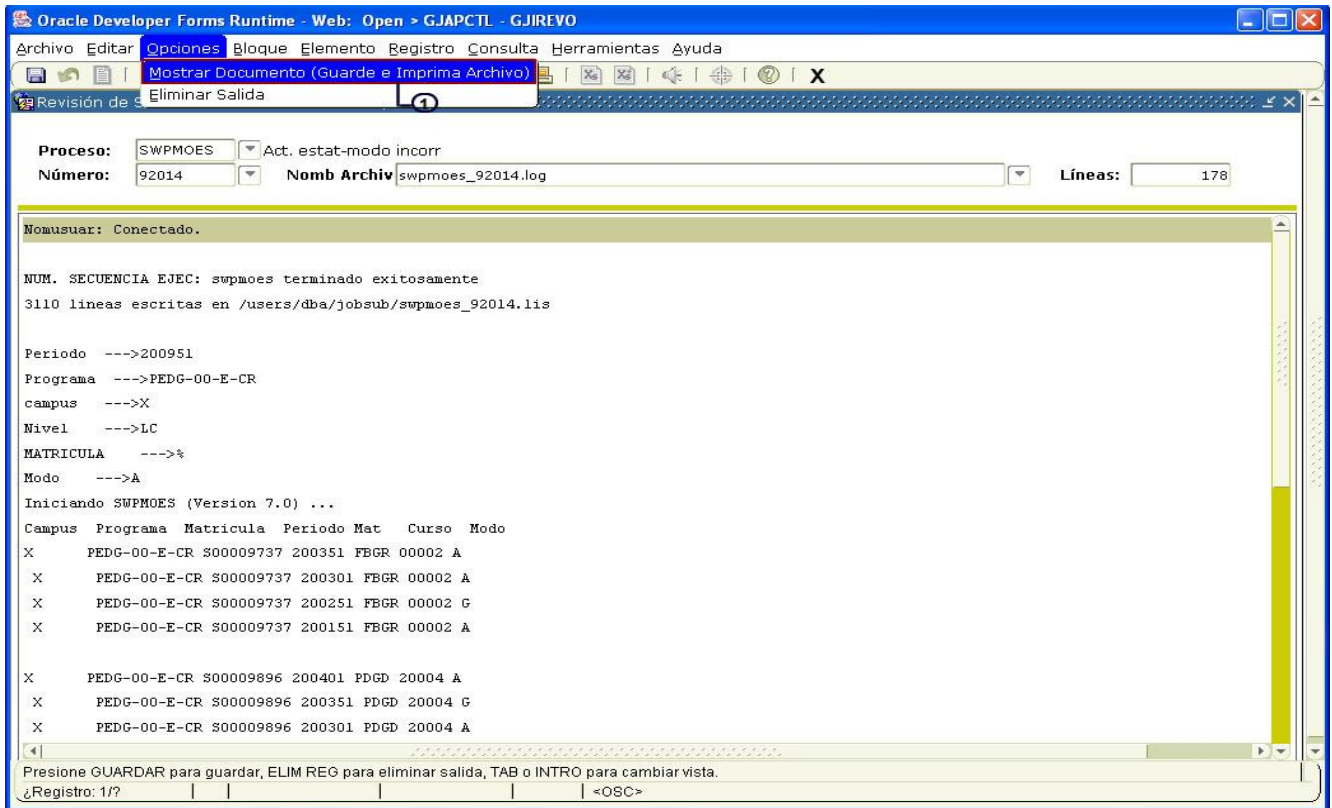 Oracle Developer Forms Runtime - Web: Open > GJAPCTL - GJIREVO
Archivo Editar Opciones Bloque Elemento Registro Consulta Herramientas Ayuda
Mostrar Documento (Guarde e Imprima Archivo)
Eliminar Salida
1
Revisión de S
Proceso: SWPMOES Act. estat-modo incorr
Número: 92014 Nomb Archiv swpmoes_92014.log Líneas: 178
Nomusuar: Conectado.
NUM. SECUENCIA EJEC: swpmoes terminado exitosamente
3110 lineas escritas en /users/dba/jobsub/swpmoes_92014.lis
Periodo --->200951
Programa --->PEDG-00-E-CR
campus --->X
Nivel --->LC
MATRICULA --->%
Modo --->A
Iniciando SWPMOES (Version 7.0) ...
Campus Programa Matricula Periodo Mat Curso Modo
X PEDG-00-E-CR S00009737 200351 FBGR 00002 A
X PEDG-00-E-CR S00009737 200301 FBGR 00002 A
X PEDG-00-E-CR S00009737 200251 FBGR 00002 G
X PEDG-00-E-CR S00009737 200151 FBGR 00002 A
X PEDG-00-E-CR S00009896 200401 PDGD 20004 A
X PEDG-00-E-CR S00009896 200351 PDGD 20004 G
X PEDG-00-E-CR S00009896 200301 PDGD 20004 A
Presione GUARDAR para guardar, ELIM REG para eliminar salida, TAB o INTRO para cambiar vista.
¿Registro: 1/? <OSC>